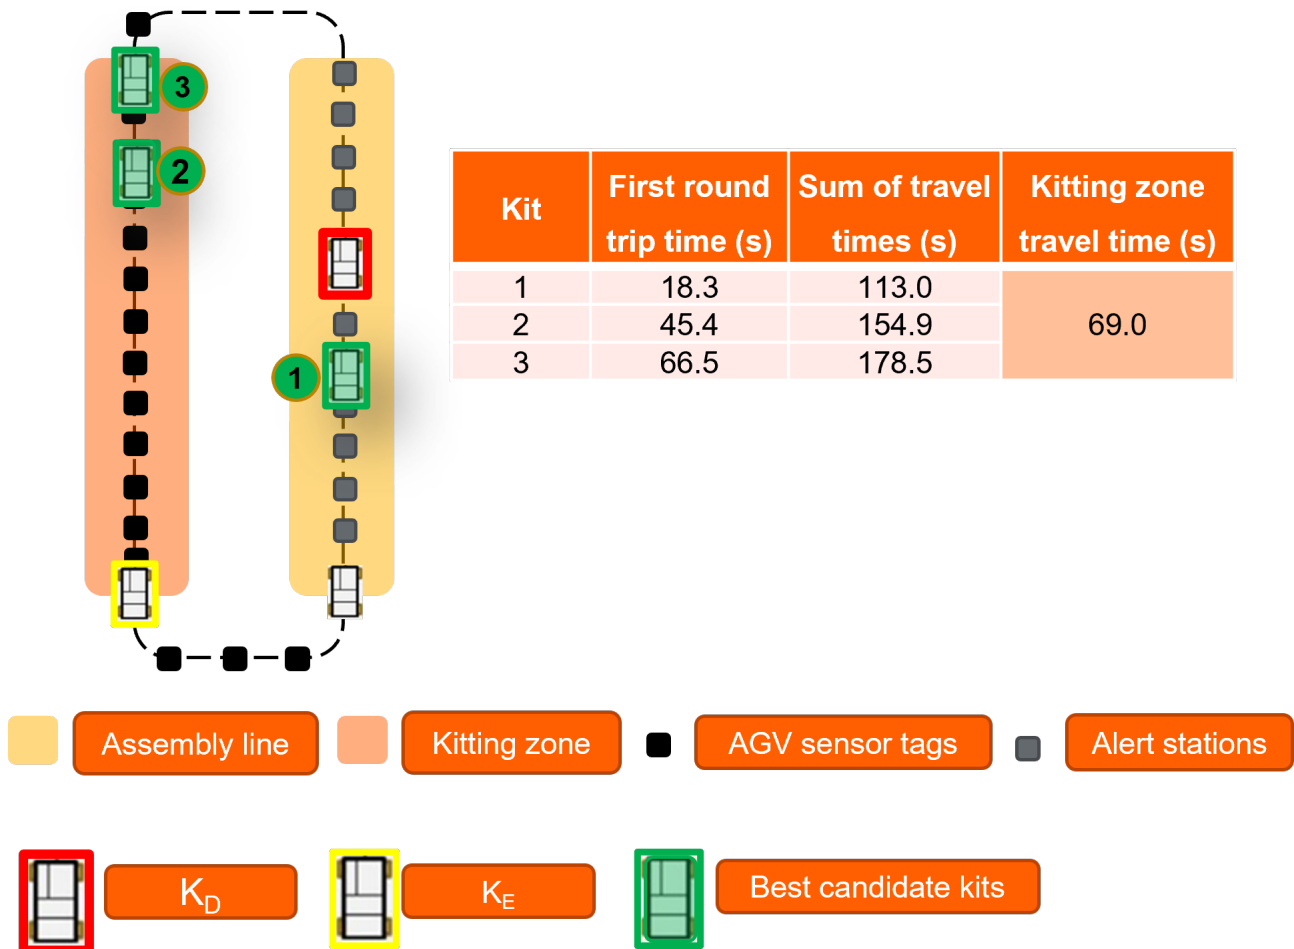 3
2
1
Kit
First round trip time (s)
Sum of travel times (s)
Kitting zone travel time (s)
1 18.3 113.0
2 45.4 154.9 69.0
3 66.5 178.5
Assembly line
Kitting zone
AGV sensor tags
Alert stations
K_D
K_E
Best candidate kits